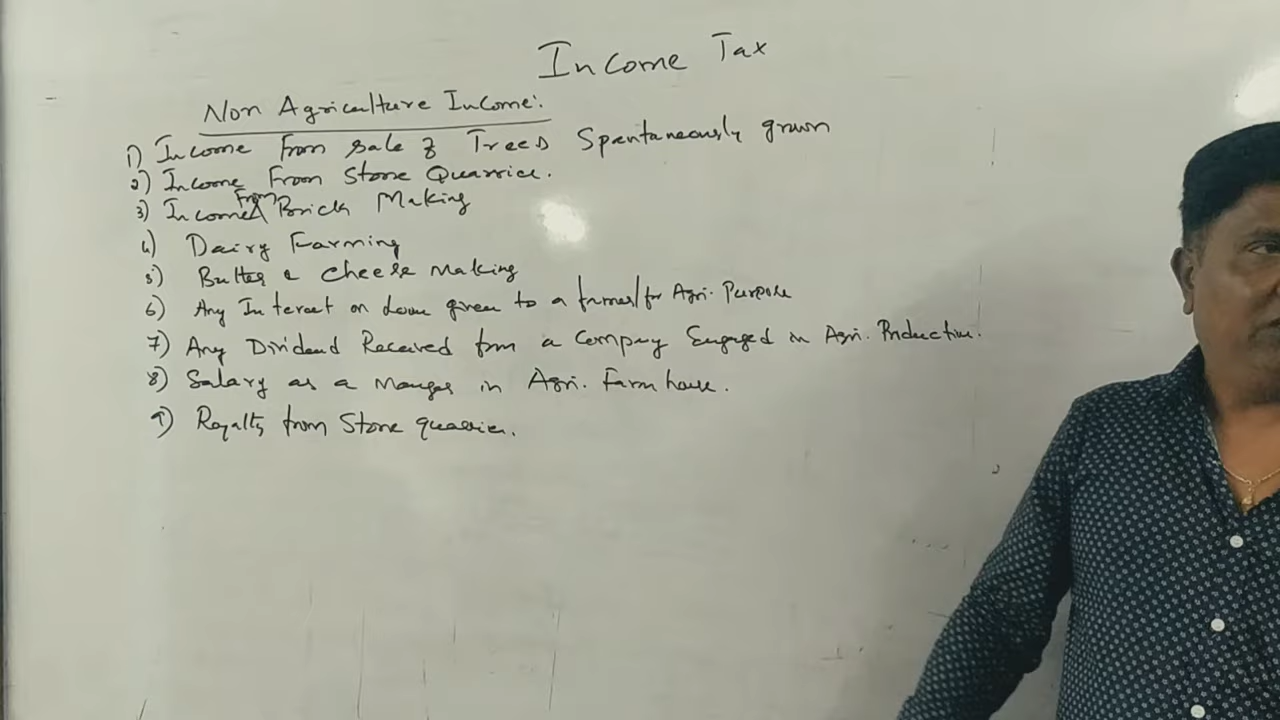 Income Tax
Non Agriculture Income:
1) Income From Sale of Trees Spontaneously grown
2) Income From Stone Quarries.
3) Income From Brick Making
4) Dairy Farming
5) Butter & Cheese Making
6) Any Interest on Loan given to a farmer/for Agri. Purpose
7) Any Dividend Received from a Company Engaged in Agri. Production.
8) Salary as a Manager in Agri. Farm house.
9) Royalty from Stone quarries.